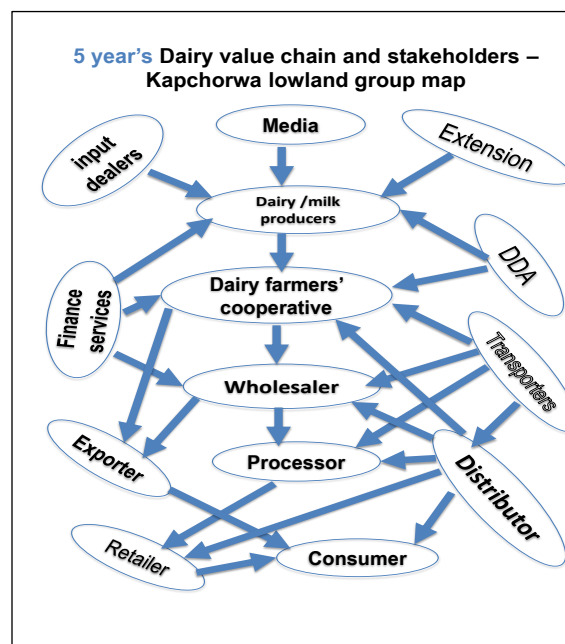 5 year's Dairy value chain and stakeholders –
Kapchorwa lowland group map
Media
input
dealers
Extension
Dairy /milk
producers
DDA
Dairy farmers'
cooperative
Finance
services
Transporters
Wholesaler
Exporter
Processor
Distributor
Retailer
Consumer